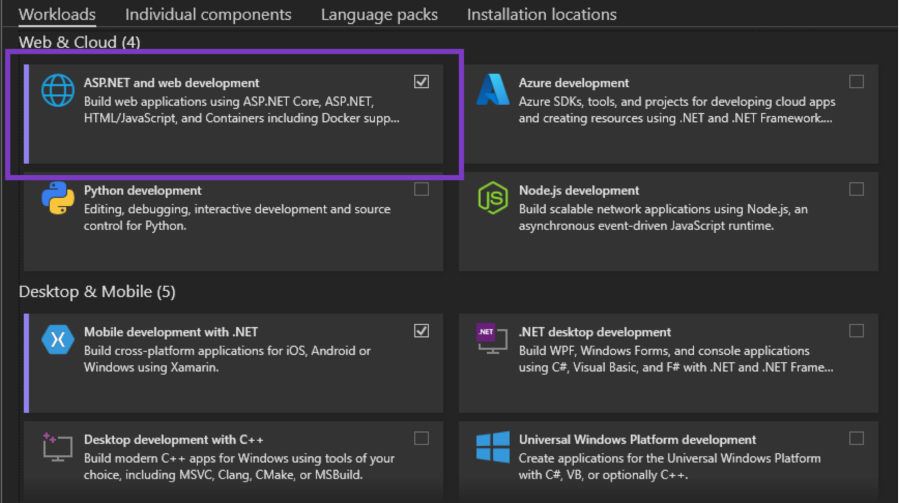 Workloads Individual components Language packs Installation locations
Web & Cloud (4)
ASP.NET and web development
Build web applications using ASP.NET Core, ASP.NET,
HTML/JavaScript, and Containers including Docker supp...
Azure development
Azure SDKs, tools, and projects for developing cloud apps
and creating resources using .NET and .NET Framework....
Python development
Editing, debugging, interactive development and source
control for Python.
JS
Node.js development
Build scalable network applications using Node.js, an
asynchronous event-driven JavaScript runtime.
Desktop & Mobile (5)
Mobile development with .NET
Build cross-platform applications for iOS, Android or
Windows using Xamarin.
.NET
.NET desktop development
Build WPF, Windows Forms, and console applications
using C#, Visual Basic, and F# with .NET and .NET Frame...
Desktop development with C++
Build modern C++ apps for Windows using tools of your
choice, including MSVC, Clang, CMake, or MSBuild.
Universal Windows Platform development
Create applications for the Universal Windows Platform
with C#, VB, or optionally C++.